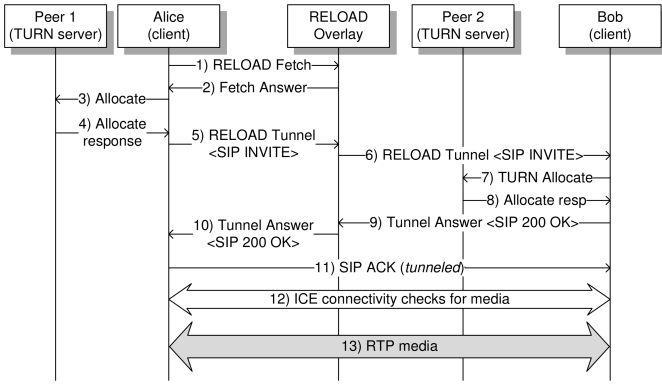 Peer 1
(TURN server)
Alice
(client)
RELOAD
Overlay
Peer 2
(TURN server)
Bob
(client)
1) RELOAD Fetch
2) Fetch Answer
3) Allocate
4) Allocate
response
5) RELOAD Tunnel
<SIP INVITE>
6) RELOAD Tunnel <SIP INVITE>
7) TURN Allocate
8) Allocate resp
9) Tunnel Answer <SIP 200 OK>
10) Tunnel Answer
<SIP 200 OK>
11) SIP ACK (tunneled)
12) ICE connectivity checks for media
13) RTP media